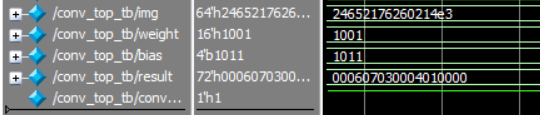 /conv_top_tb/img 64'h2465217626... 24652176260214e3
/conv_top_tb/weight 16'h1001 1001
/conv_top_tb/bias 4'b1011 1011
/conv_top_tb/result 72'h0006070300... 000607030004010000
/conv_top_tb/conv... 1'h1